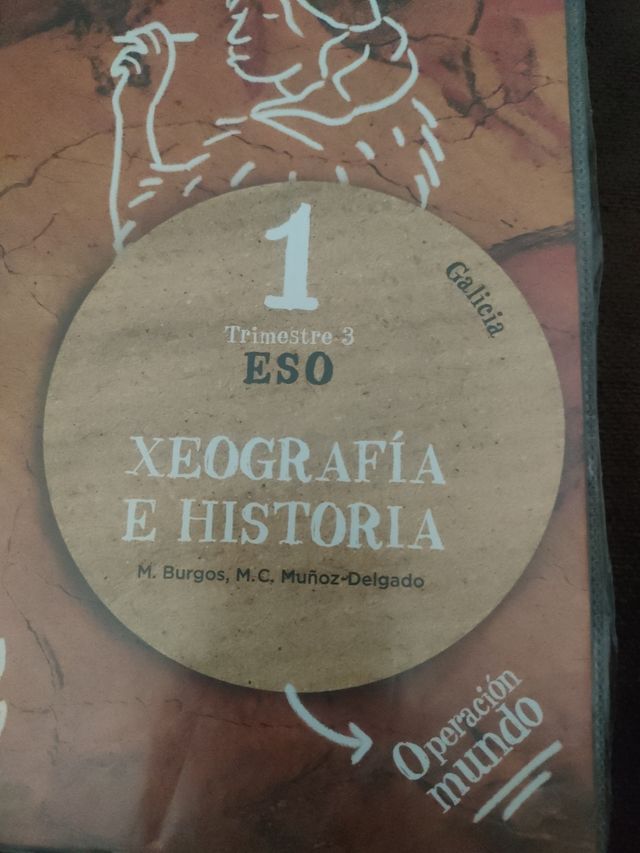 1
Trimestre 3
ESO
Galicia
XEOGRAFÍA
E HISTORIA
M. Burgos, M.C. Muñoz-Delgado
Operación
mundo